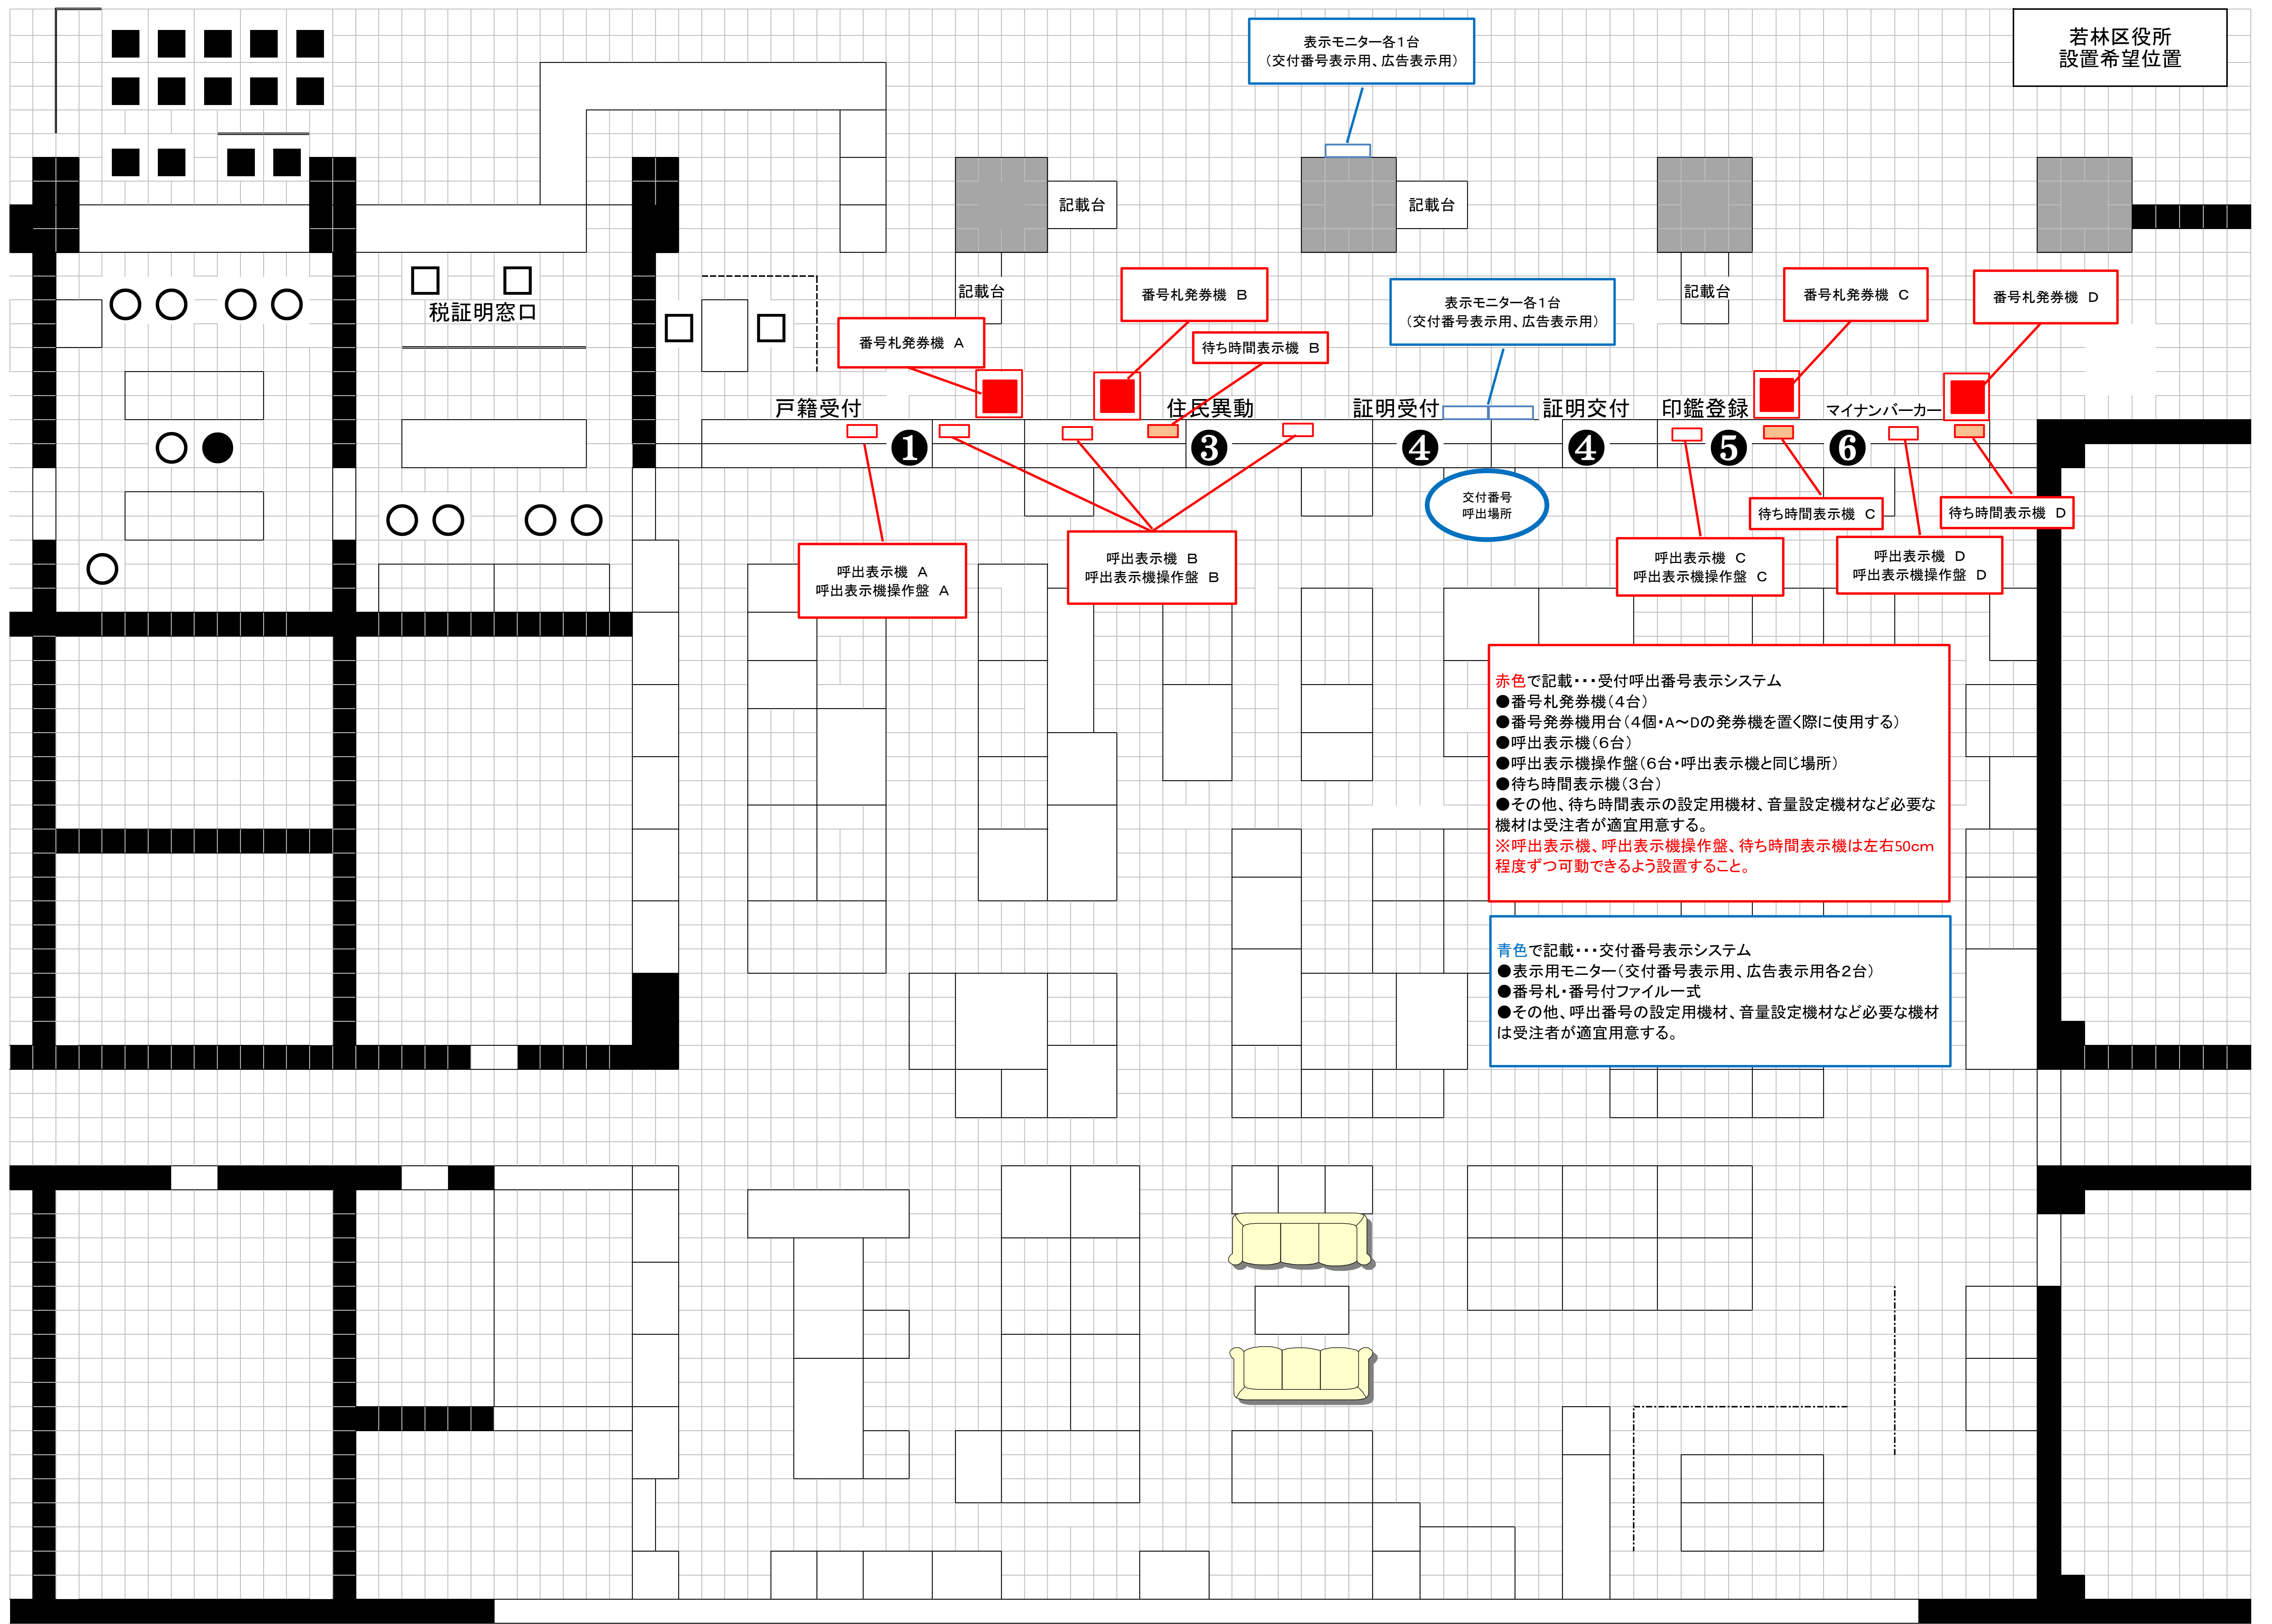 若林区役所
設置希望位置
表示モニター各１台
（交付番号表示用、広告表示用）
記載台
記載台
記載台
記載台
税証明窓口
番号札発券機　A
番号札発券機　B
待ち時間表示機　B
表示モニター各１台
（交付番号表示用、広告表示用）
番号札発券機　C
番号札発券機　D
戸籍受付
住民異動
証明受付
証明交付
印鑑登録
マイナンバーカー
❶
❸
❹
❹
❺
❻
交付番号
呼出場所
待ち時間表示機　C
待ち時間表示機　D
呼出表示機　A
呼出表示機操作盤　A
呼出表示機　B
呼出表示機操作盤　B
呼出表示機　C
呼出表示機操作盤　C
呼出表示機　D
呼出表示機操作盤　D
赤色で記載・・・受付呼出番号表示システム
●番号札発券機（４台）
●番号発券機用台（４個・A～Dの発券機を置く際に使用する）
●呼出表示機（６台）
●呼出表示機操作盤（６台・呼出表示機と同じ場所）
●待ち時間表示機（３台）
●その他、待ち時間表示の設定用機材、音量設定機材など必要な
機材は受注者が適宜用意する。
※呼出表示機、呼出表示機操作盤、待ち時間表示機は左右50cm
程度ずつ可動できるよう設置すること。
青色で記載・・・交付番号表示システム
●表示用モニター（交付番号表示用、広告表示用各２台）
●番号札・番号付ファイル一式
●その他、呼出番号の設定用機材、音量設定機材など必要な機材
は受注者が適宜用意する。